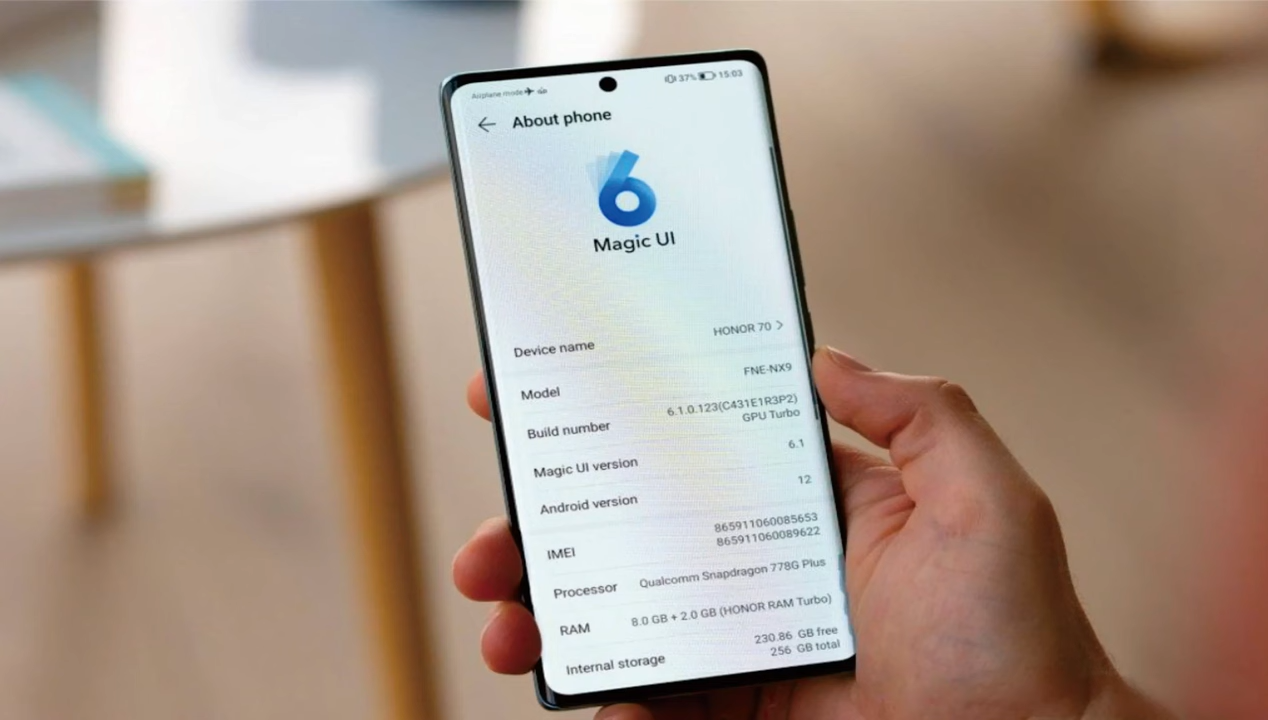 Airplane mode 37% 15:03
About phone
6
Magic UI
Device name HONOR 70
Model FNE-NX9
Build number 6.1.0.123(C431E1R3P2)
GPU Turbo
Magic UI version 6.1
Android version 12
IMEI 865911060085653
865911060089622
Processor Qualcomm Snapdragon 778G Plus
RAM 8.0 GB + 2.0 GB (HONOR RAM Turbo)
Internal storage 230.86 GB free
256 GB total